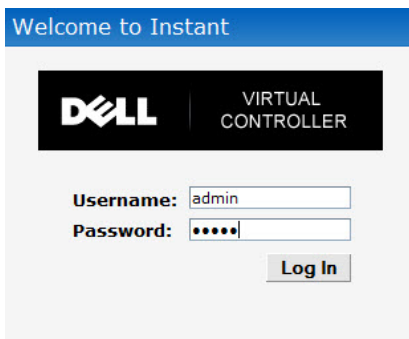 Welcome to Instant
DELL
VIRTUAL
CONTROLLER
Username: admin
Password: •••••
Log In